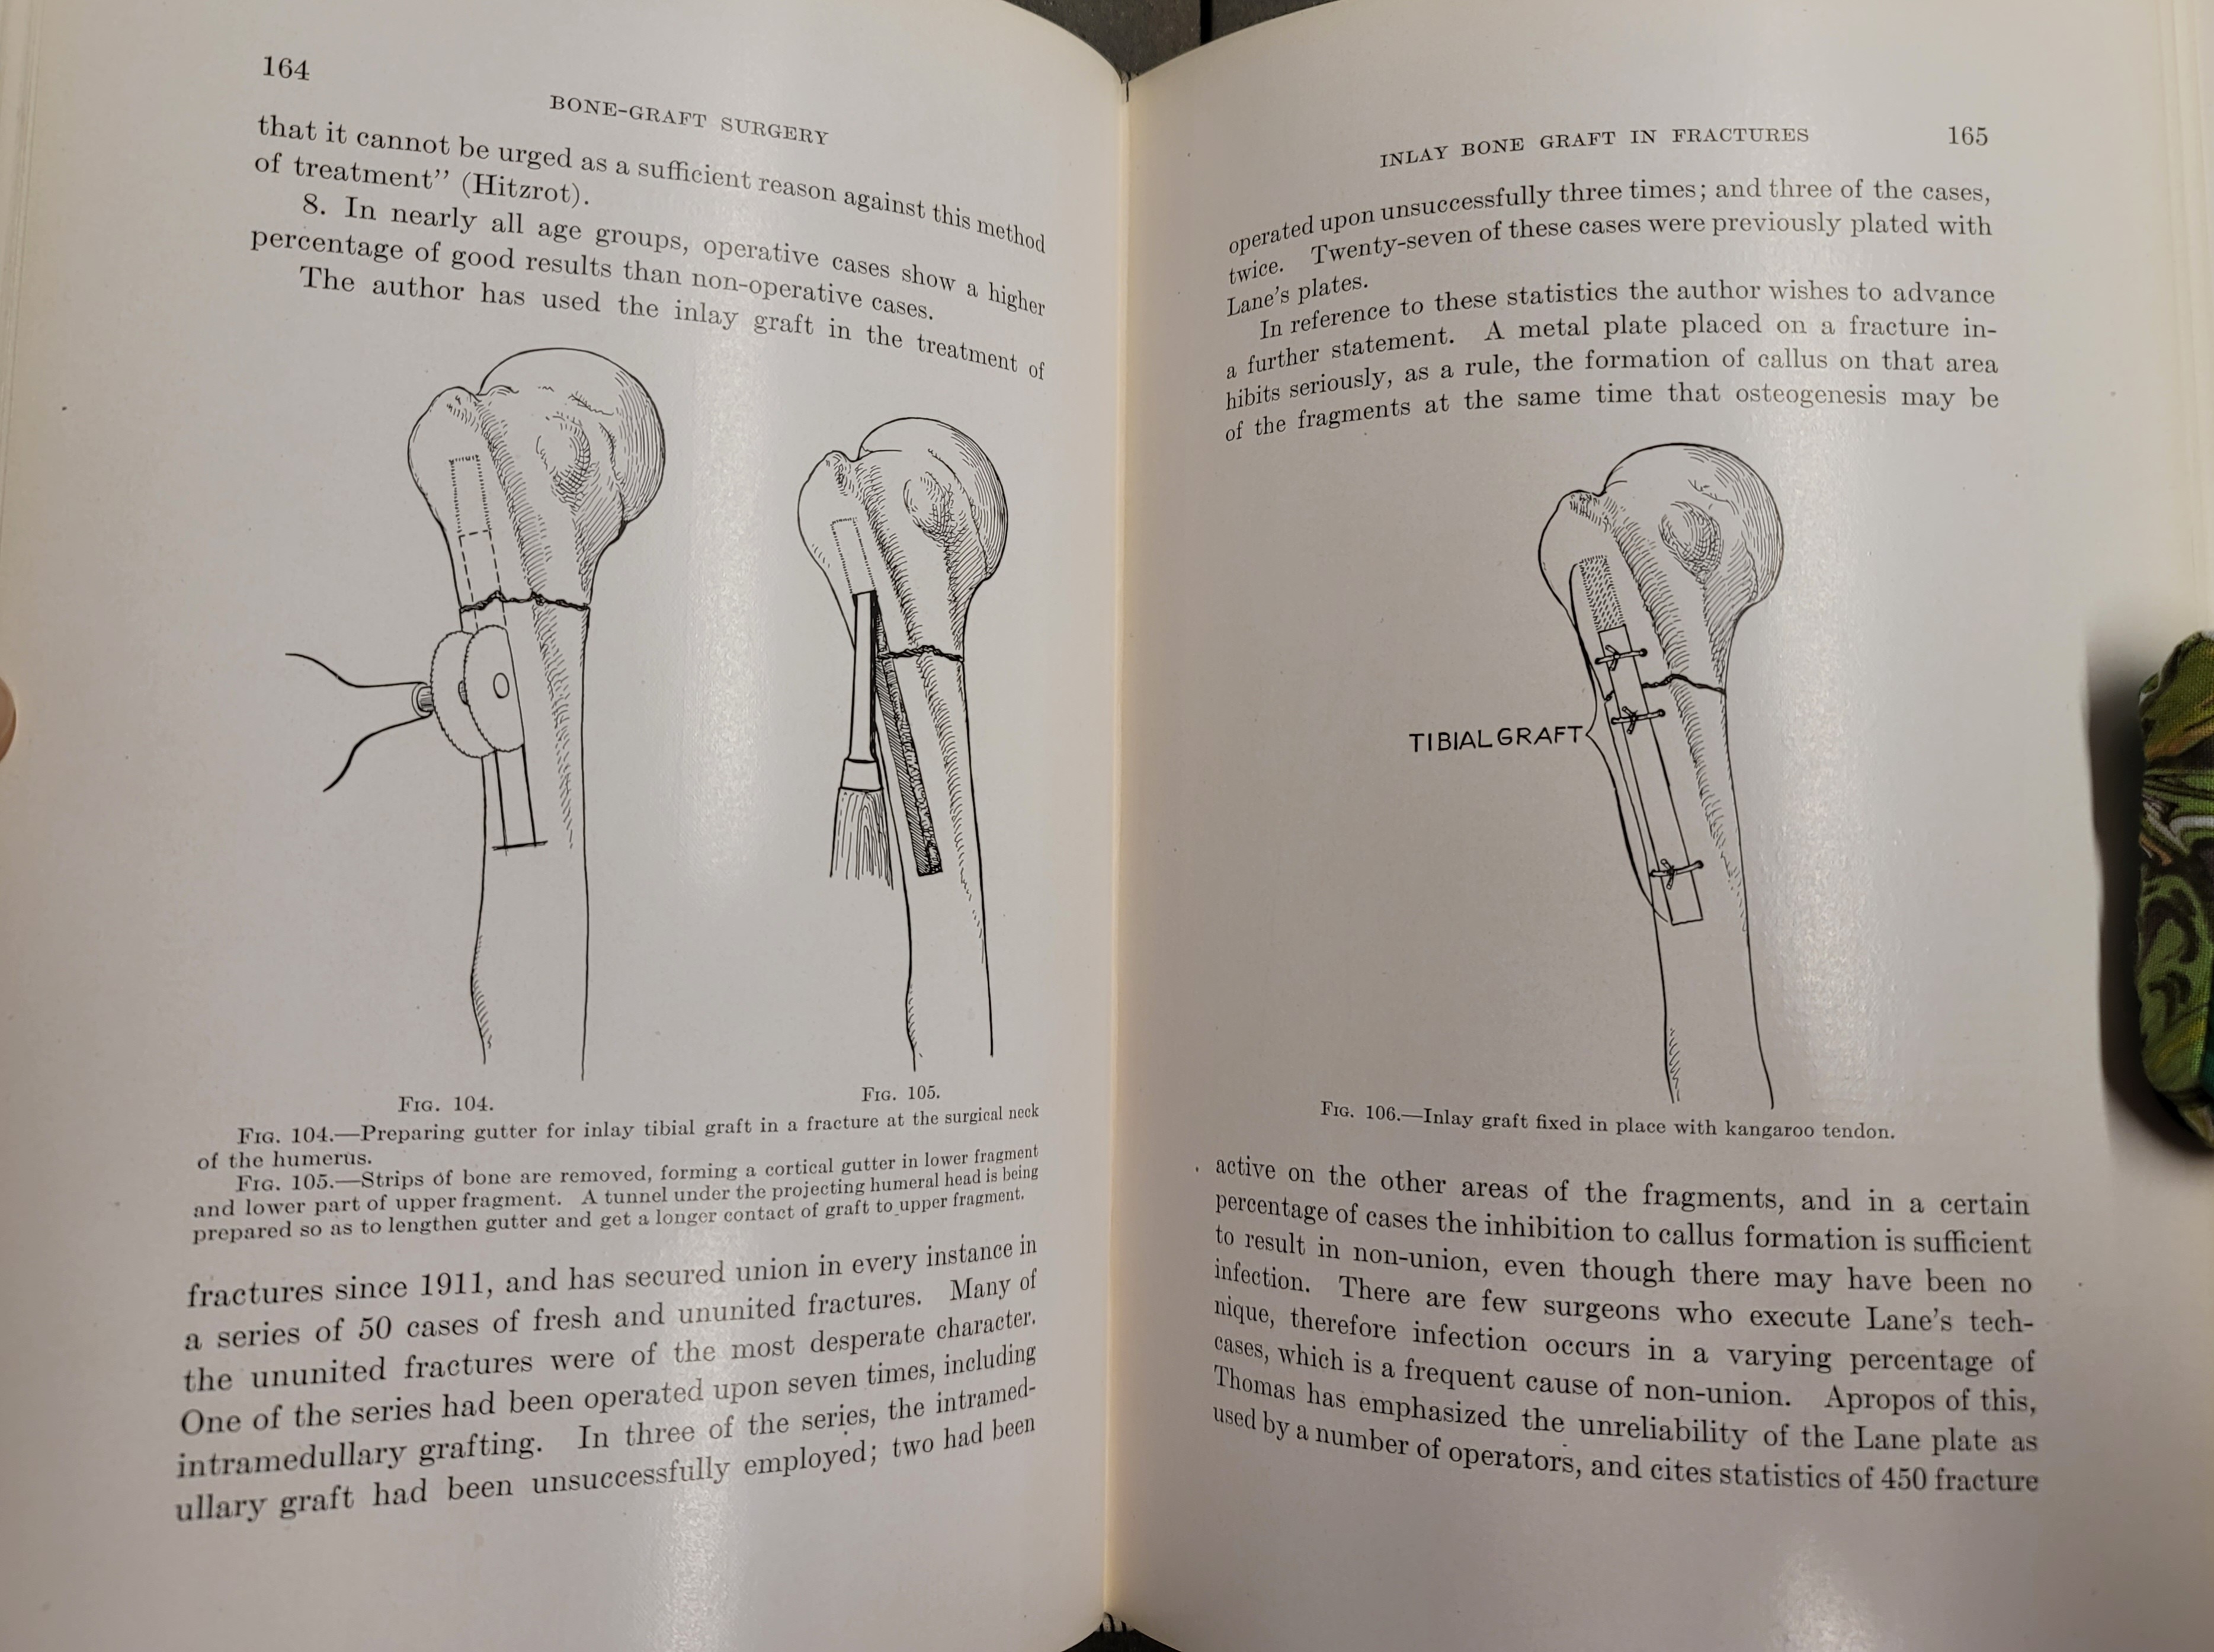 164
BONE-GRAFT SURGERY
that it cannot be urged as a sufficient reason against this method
of treatment” (Hitzrot).
8. In nearly all age groups, operative cases show a higher
percentage of good results than non-operative cases.
The author has used the inlay graft in the treatment of
FIG. 104.
FIG. 105.
FIG. 104.—Preparing gutter for inlay tibial graft in a fracture at the surgical neck
of the humerus.
FIG. 105.—Strips of bone are removed, forming a cortical gutter in lower fragment
and lower part of upper fragment. A tunnel under the projecting humeral head is being
prepared so as to lengthen gutter and get a longer contact of graft to upper fragment.
fractures since 1911, and has secured union in every instance in
a series of 50 cases of fresh and ununited fractures. Many of
the ununited fractures were of the most desperate character.
One of the series had been operated upon seven times, including
intramedullary grafting. In three of the series, the intramed-
ullary graft had been unsuccessfully employed; two had been
INLAY BONE GRAFT IN FRACTURES
165
operated upon unsuccessfully three times; and three of the cases,
twice. Twenty-seven of these cases were previously plated with
Lane’s plates.
In reference to these statistics the author wishes to advance
a further statement. A metal plate placed on a fracture in-
hibits seriously, as a rule, the formation of callus on that area
of the fragments at the same time that osteogenesis may be
TIBIAL GRAFT
FIG. 106.—Inlay graft fixed in place with kangaroo tendon.
active on the other areas of the fragments, and in a certain
percentage of cases the inhibition to callus formation is sufficient
to result in non-union, even though there may have been no
infection. There are few surgeons who execute Lane’s tech-
nique, therefore infection occurs in a varying percentage of
cases, which is a frequent cause of non-union. Apropos of this,
Thomas has emphasized the unreliability of the Lane plate as
used by a number of operators, and cites statistics of 450 fracture